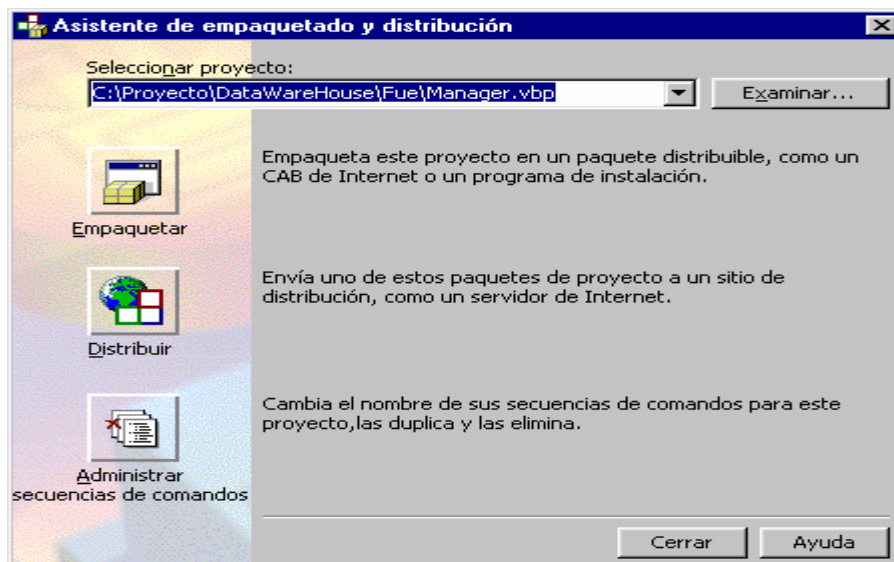 Asistente de empaquetado y distribución
Seleccionar proyecto:
C:\Proyecto\DataWareHouse\Fue\Manager.vbp
Examinar...
Empaqueta este proyecto en un paquete distribuible, como un
CAB de Internet o un programa de instalación.
Empaquetar
Envía uno de estos paquetes de proyecto a un sitio de
distribución, como un servidor de Internet.
Distribuir
Cambia el nombre de sus secuencias de comandos para este
proyecto,las duplica y las elimina.
Administrar
secuencias de comandos
Cerrar
Ayuda